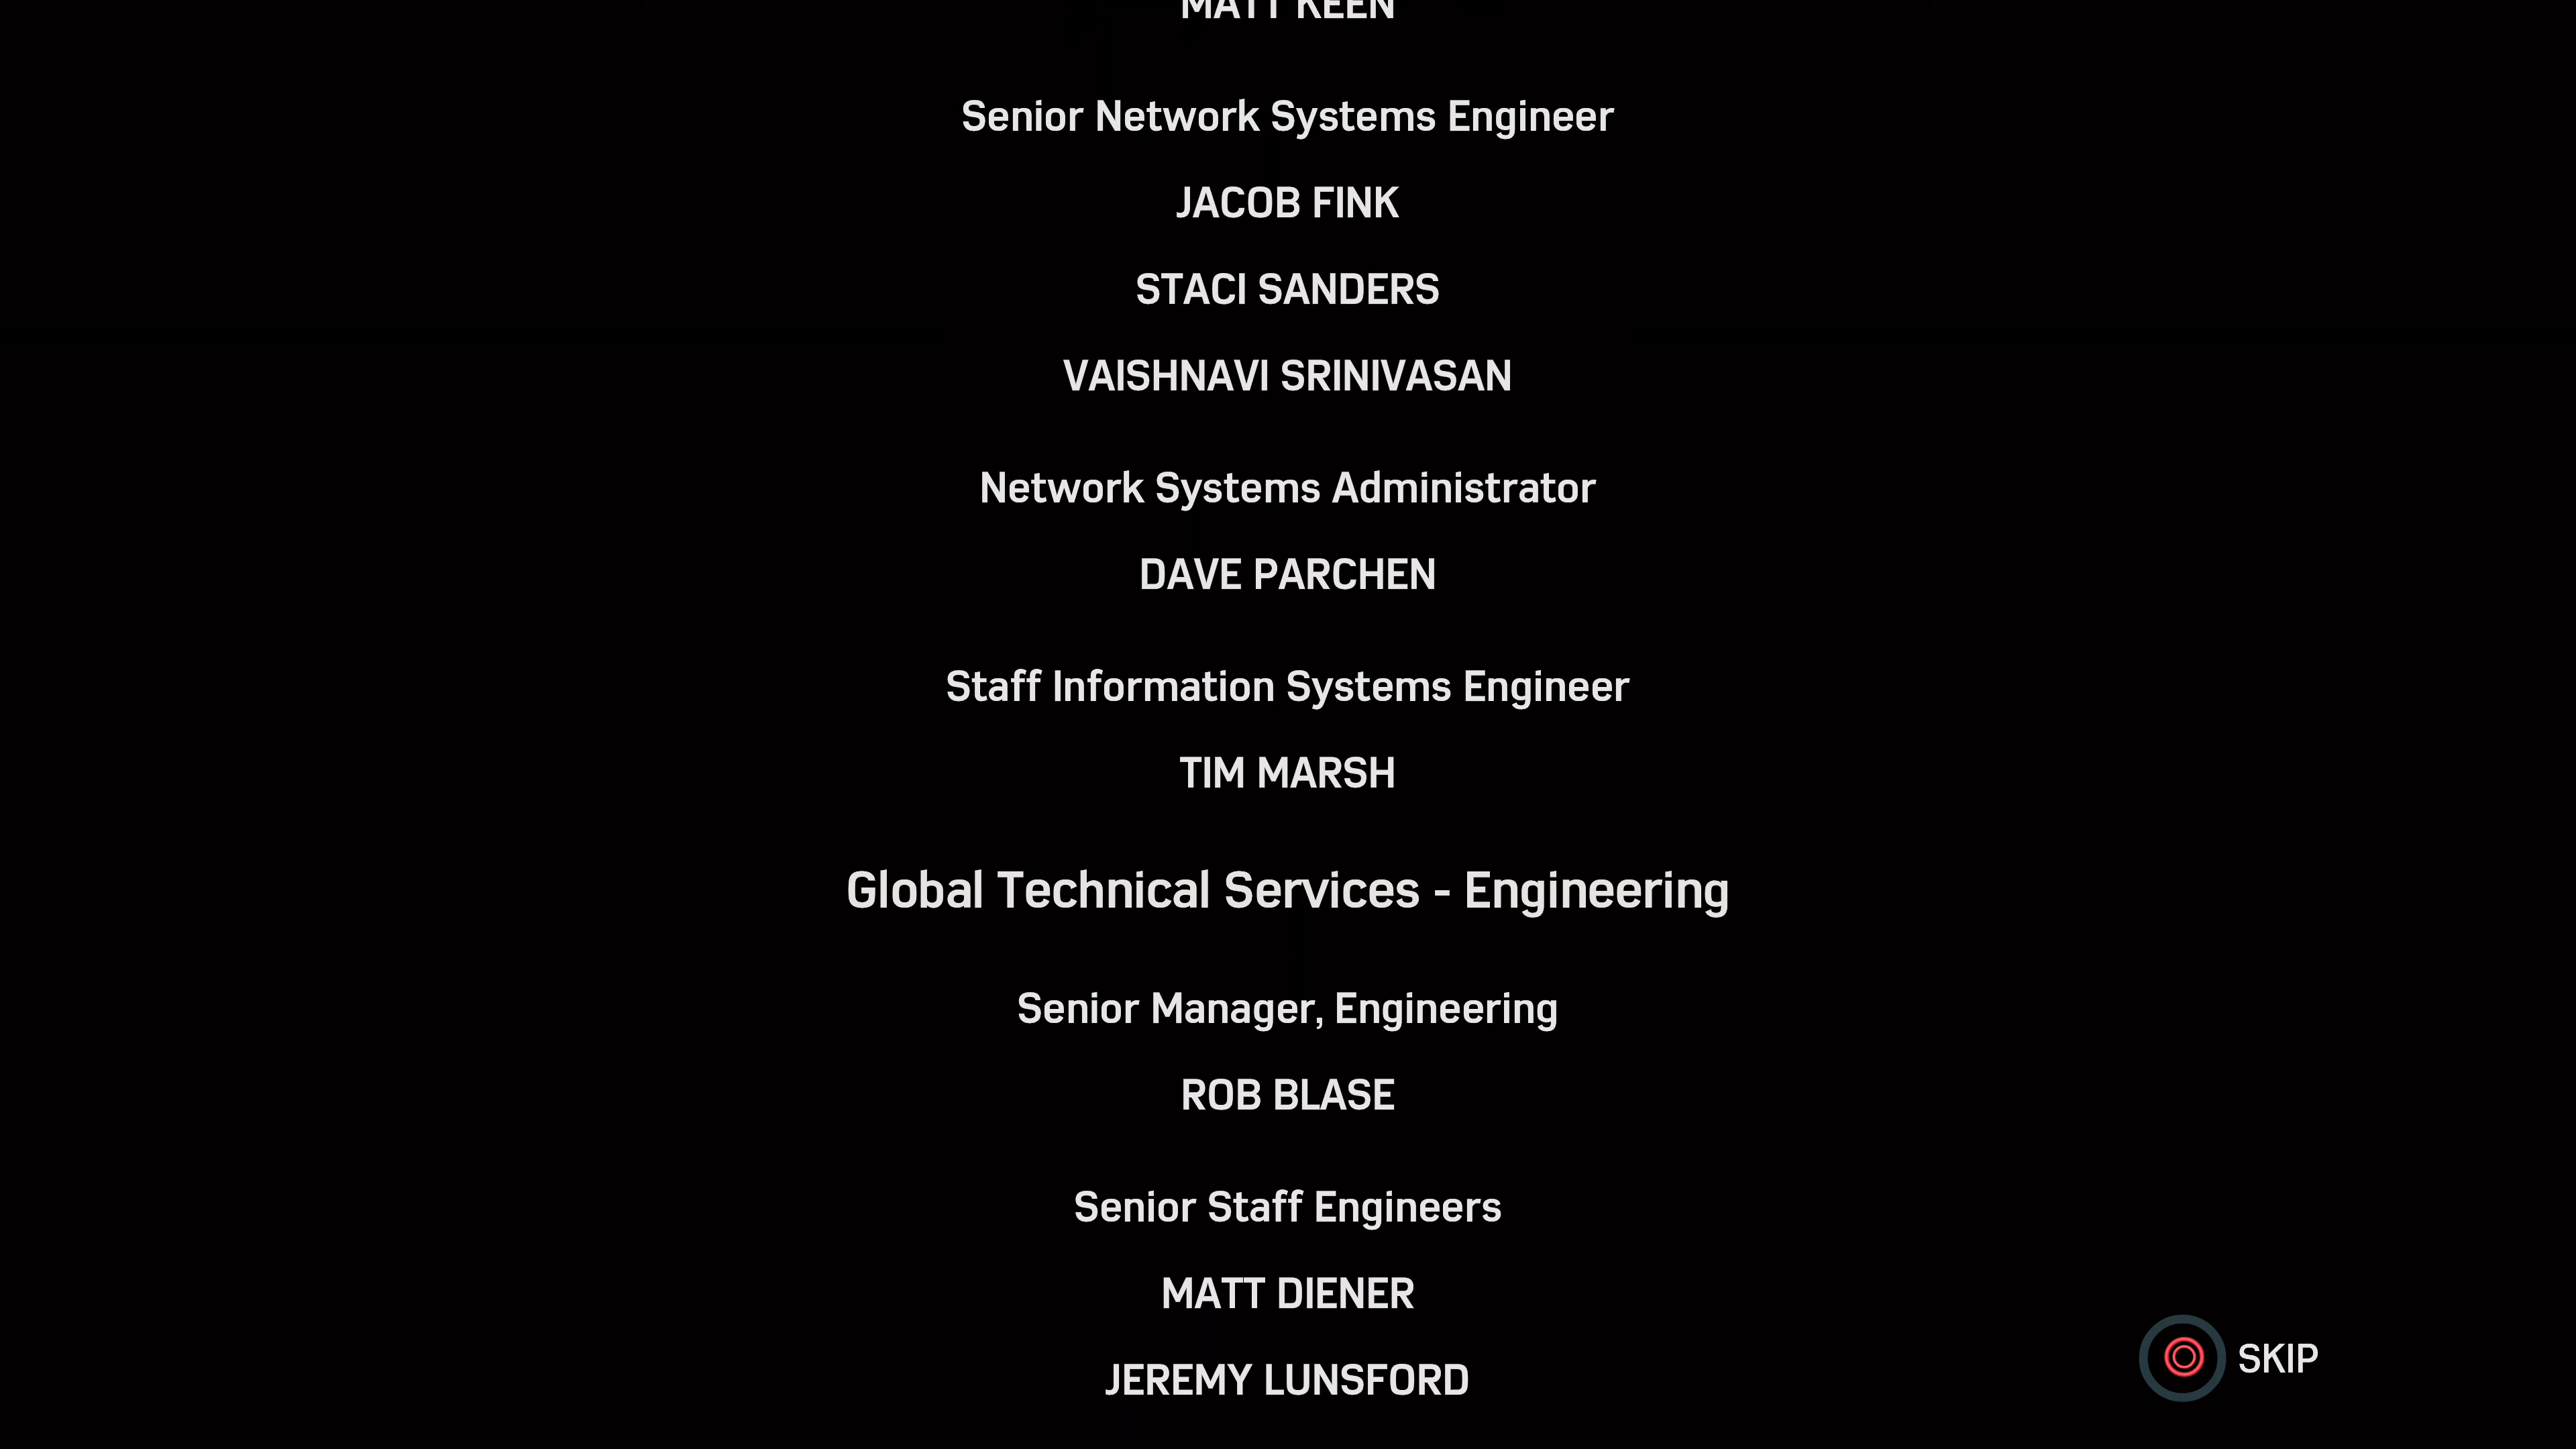 MATT KEEN
Senior Network Systems Engineer
JACOB FINK
STACI SANDERS
VAISHNAVI SRINIVASAN
Network Systems Administrator
DAVE PARCHEN
Staff Information Systems Engineer
TIM MARSH
Global Technical Services - Engineering
Senior Manager, Engineering
ROB BLASE
Senior Staff Engineers
MATT DIENER
JEREMY LUNSFORD
SKIP